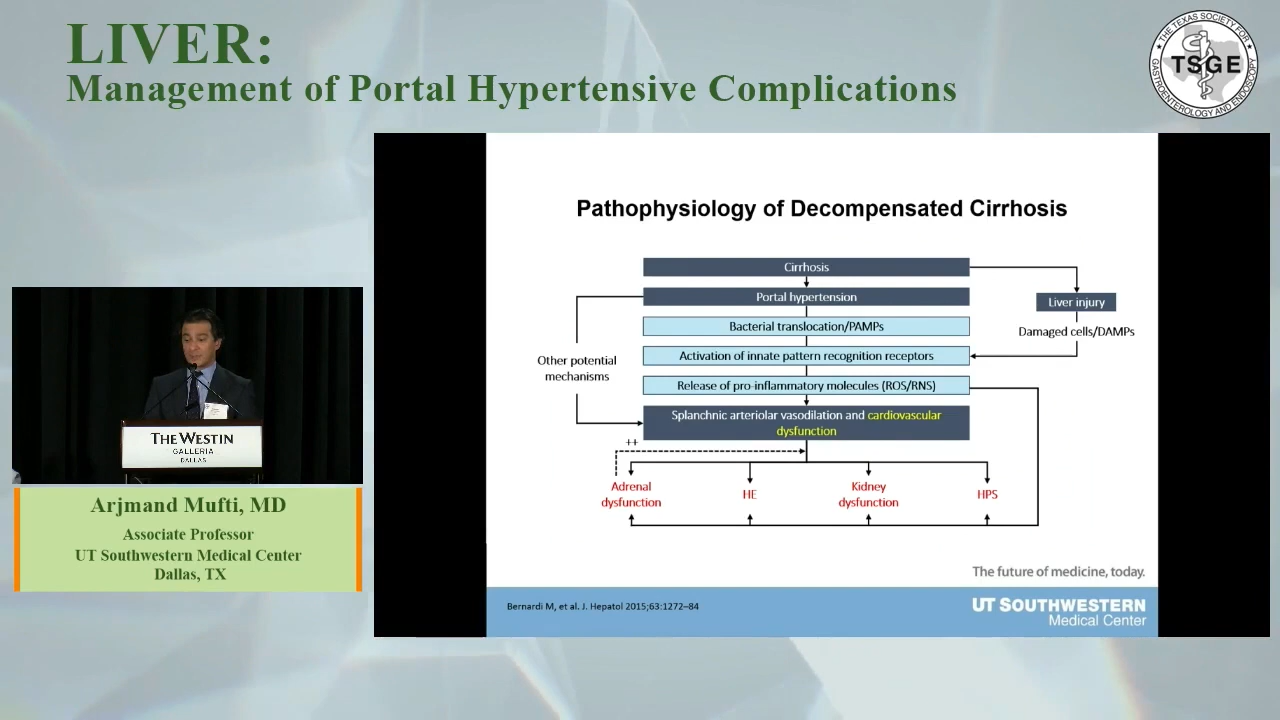 LIVER:
Management of Portal Hypertensive Complications
THE TEXAS SOCIETY FOR
TSGE
GASTROENTEROLOGY AND ENDOSCOPY
Pathophysiology of Decompensated Cirrhosis
Cirrhosis
Portal hypertension
Liver injury
Bacterial translocation/PAMPs
Damaged cells/DAMPs
Activation of innate pattern recognition receptors
Other potential
mechanisms
Release of pro-inflammatory molecules (ROS/RNS)
Splanchnic arteriolar vasodilation and cardiovascular
dysfunction
++
Adrenal
dysfunction
HE
Kidney
dysfunction
HPS
The future of medicine, today.
Bernardi M, et al. J. Hepatol 2015;63:1272–84
UT SOUTHWESTERN
Medical Center
THE WESTIN
GALLERIA
DALLAS
Arjmand Mufti, MD
Associate Professor
UT Southwestern Medical Center
Dallas, TX